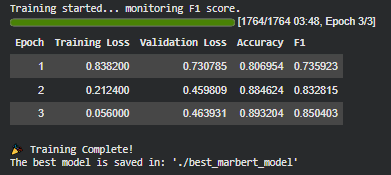 Training started... monitoring F1 score.
[1764/1764 03:48, Epoch 3/3]
Epoch Training Loss Validation Loss Accuracy F1
1 0.838200 0.730785 0.806954 0.735923
2 0.212400 0.459809 0.884624 0.832815
3 0.056000 0.463931 0.893204 0.850403
🎉 Training Complete!
The best model is saved in: './best_marbert_model'